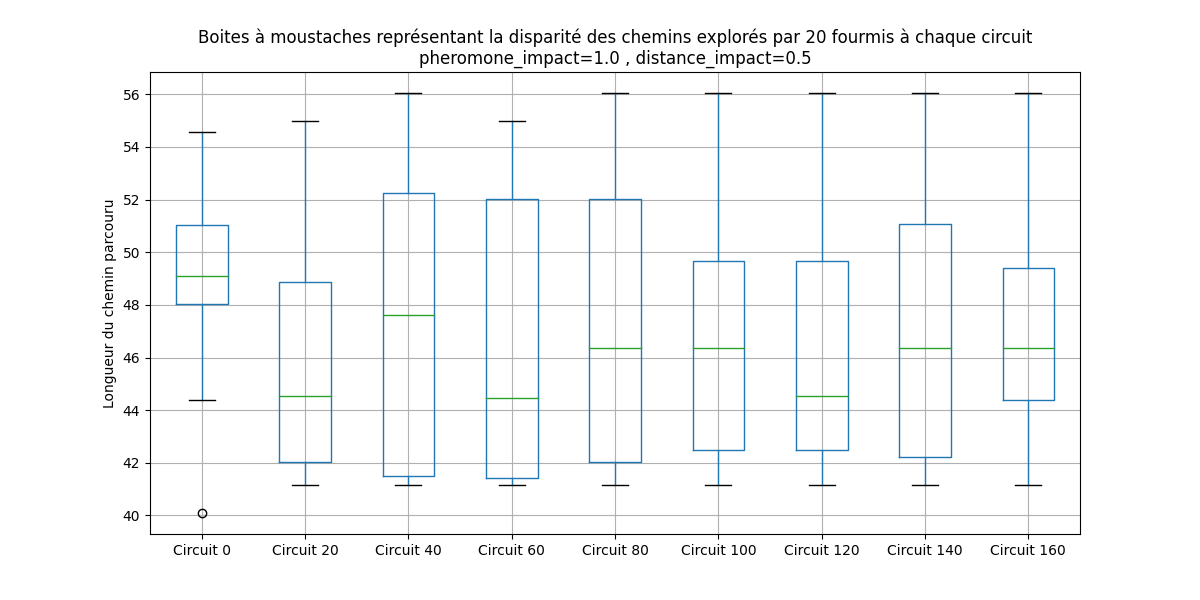 Boites à moustaches représentant la disparité des chemins explorés par 20 fourmis à chaque circuit
pheromone_impact=1.0 , distance_impact=0.5
Longueur du chemin parcouru
56
54
52
50
48
46
44
42
40
Circuit 0 Circuit 20 Circuit 40 Circuit 60 Circuit 80 Circuit 100 Circuit 120 Circuit 140 Circuit 160